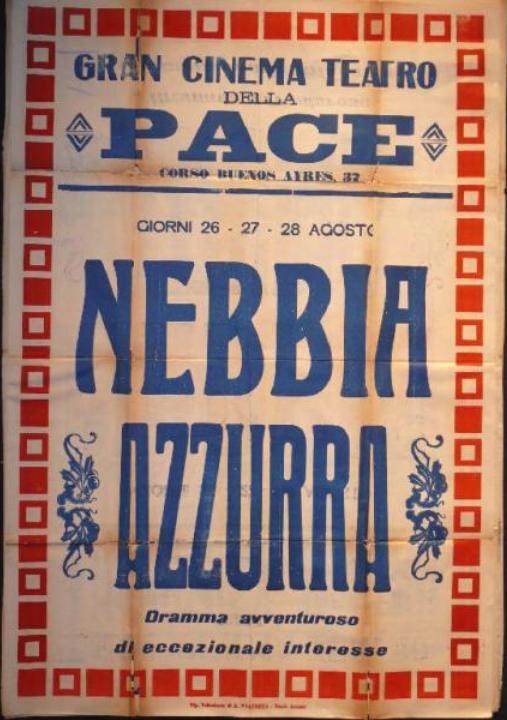 GRAN CINEMA TEATRO
DELLA
PACE
CORSO BUENOS AYRES, 37
GIORNI 26 - 27 - 28 AGOSTO
NEBBIA
AZZURRA
Dramma avventuroso
di eccezionale interesse